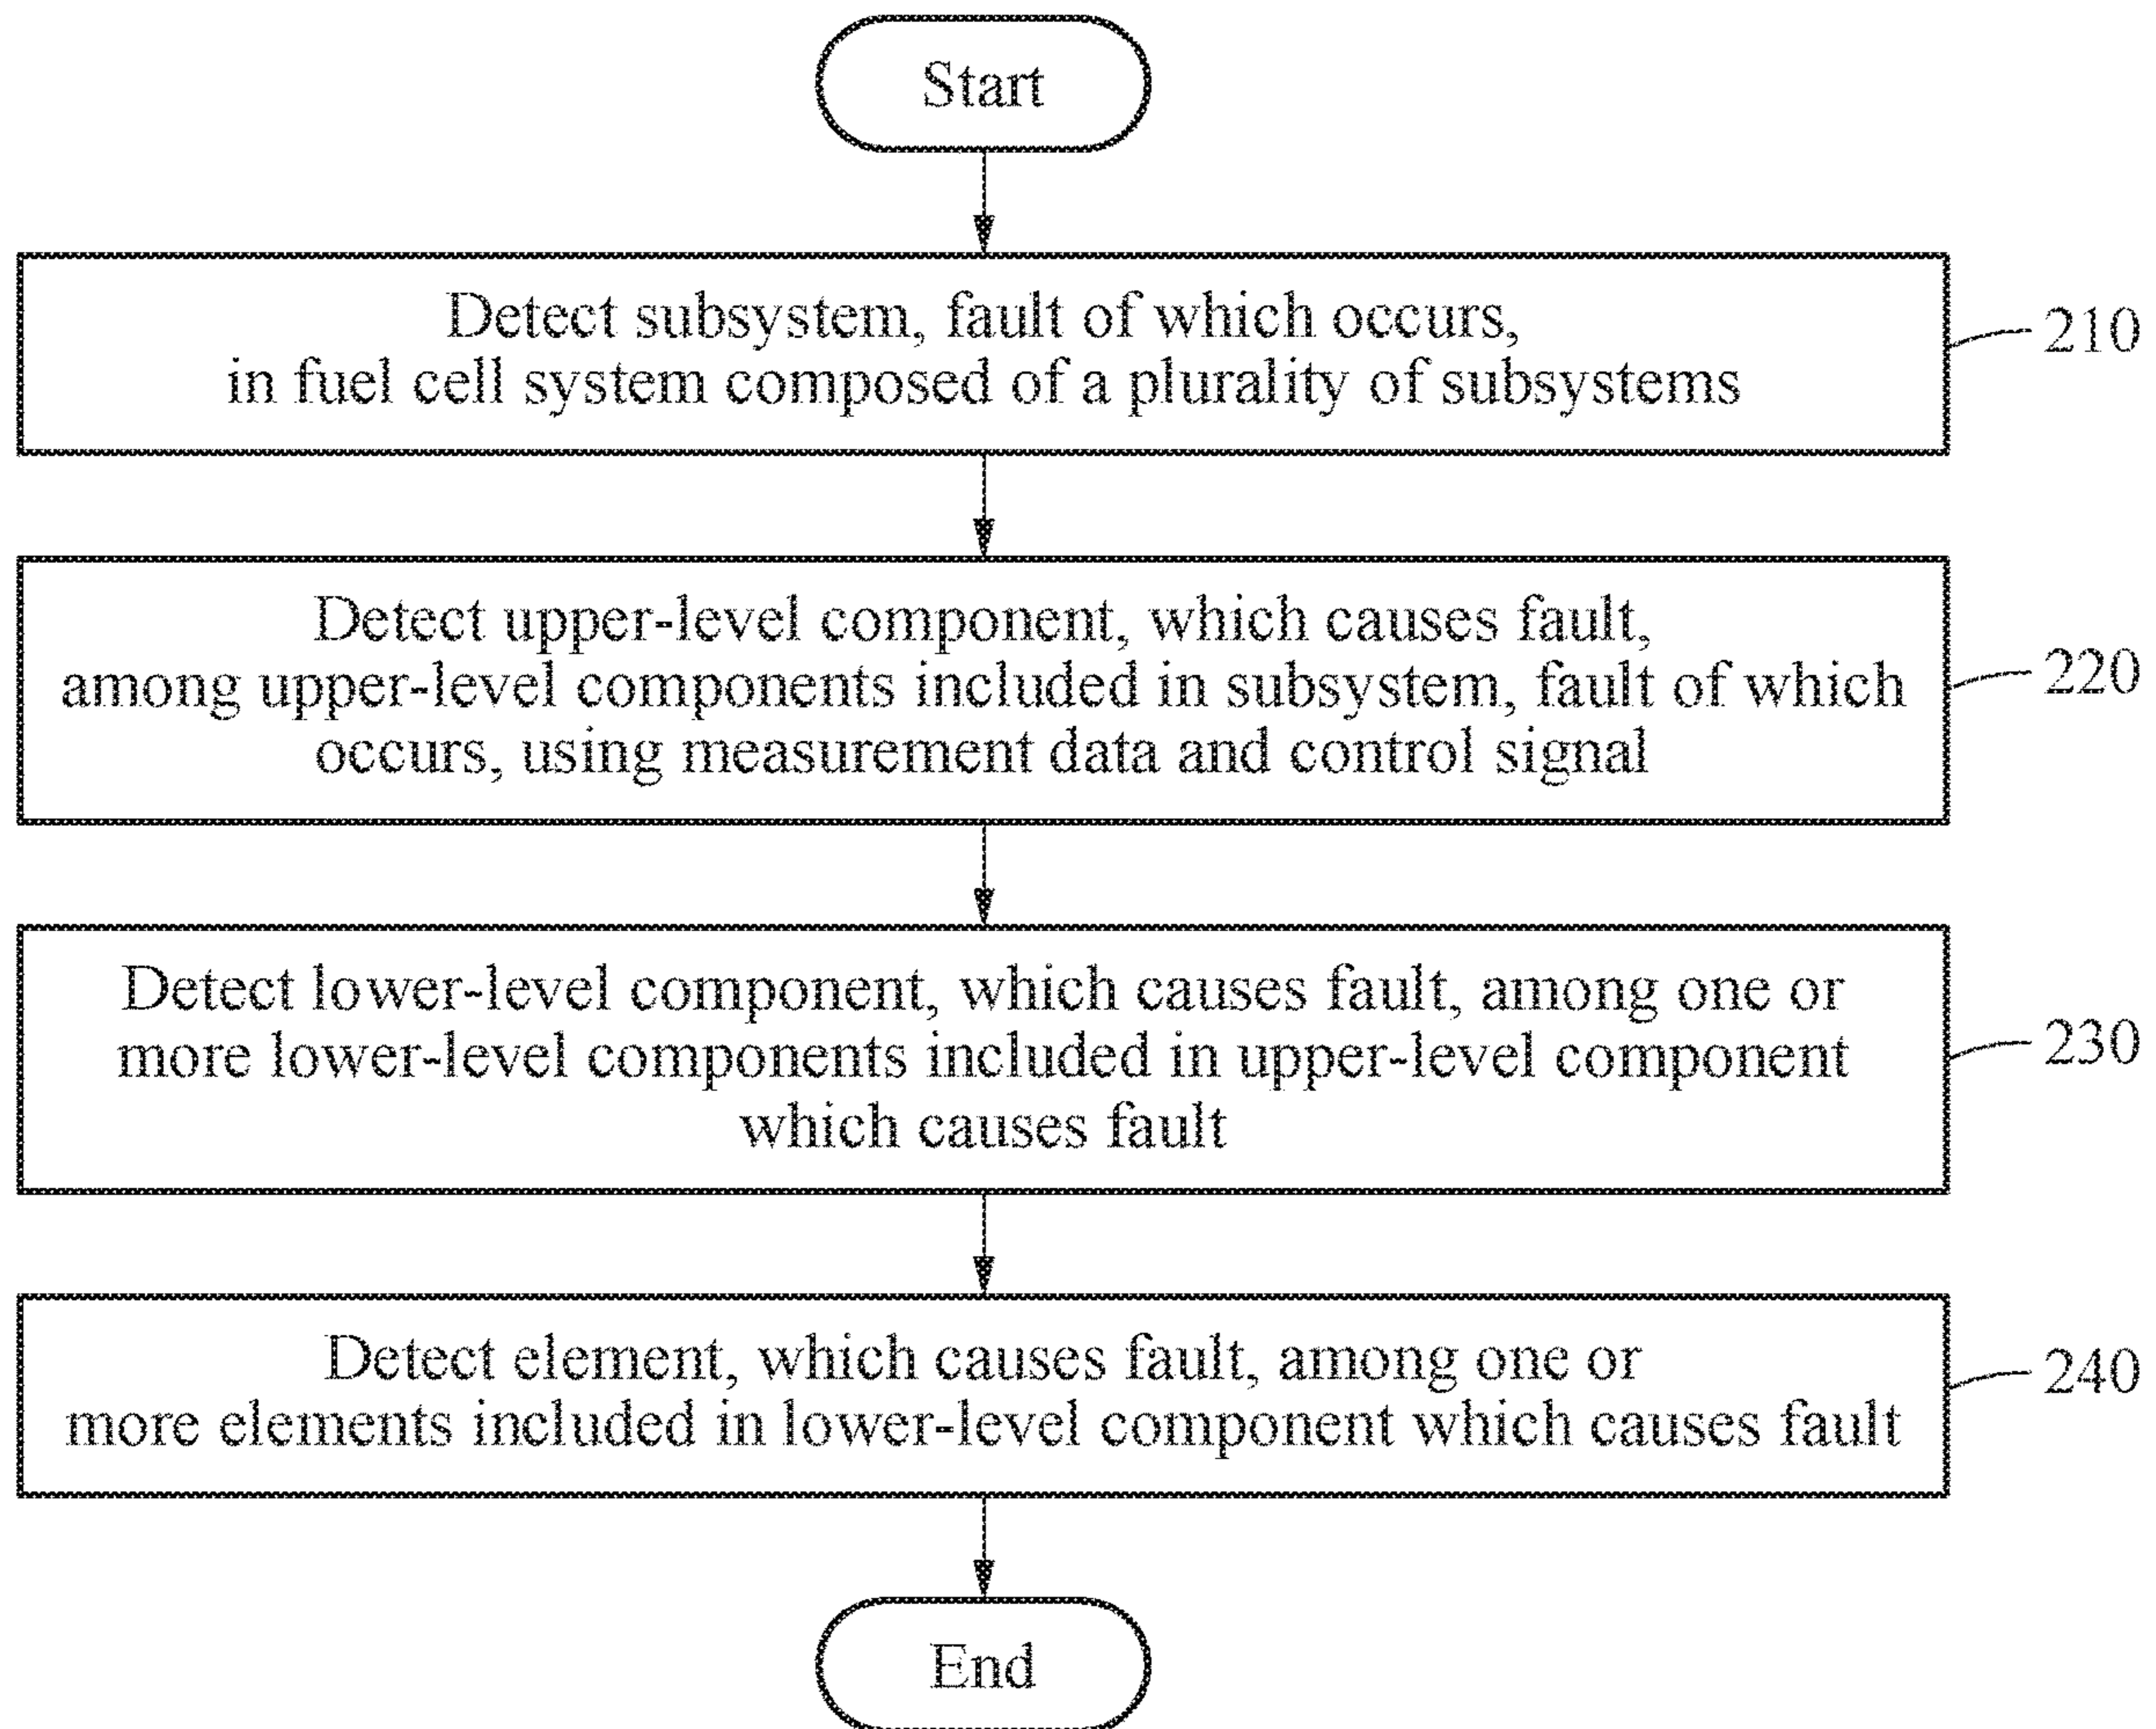 Start
Detect subsystem, fault of which occurs,
in fuel cell system composed of a plurality of subsystems
210
Detect upper-level component, which causes fault,
among upper-level components included in subsystem, fault of which
occurs, using measurement data and control signal
220
Detect lower-level component, which causes fault, among one or
more lower-level components included in upper-level component
which causes fault
230
Detect element, which causes fault, among one or
more elements included in lower-level component which causes fault
240
End